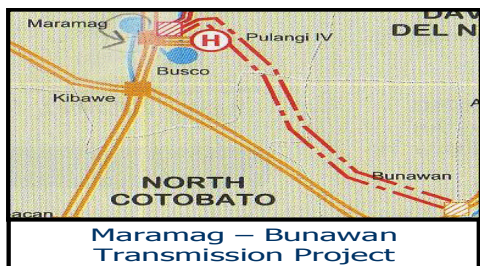 DAV
DEL N
Maramag
H
Pulangi IV
Busco
Kibawe
A
Bunawan
NORTH
COTOBATO
acan
Maramag – Bunawan
Transmission Project